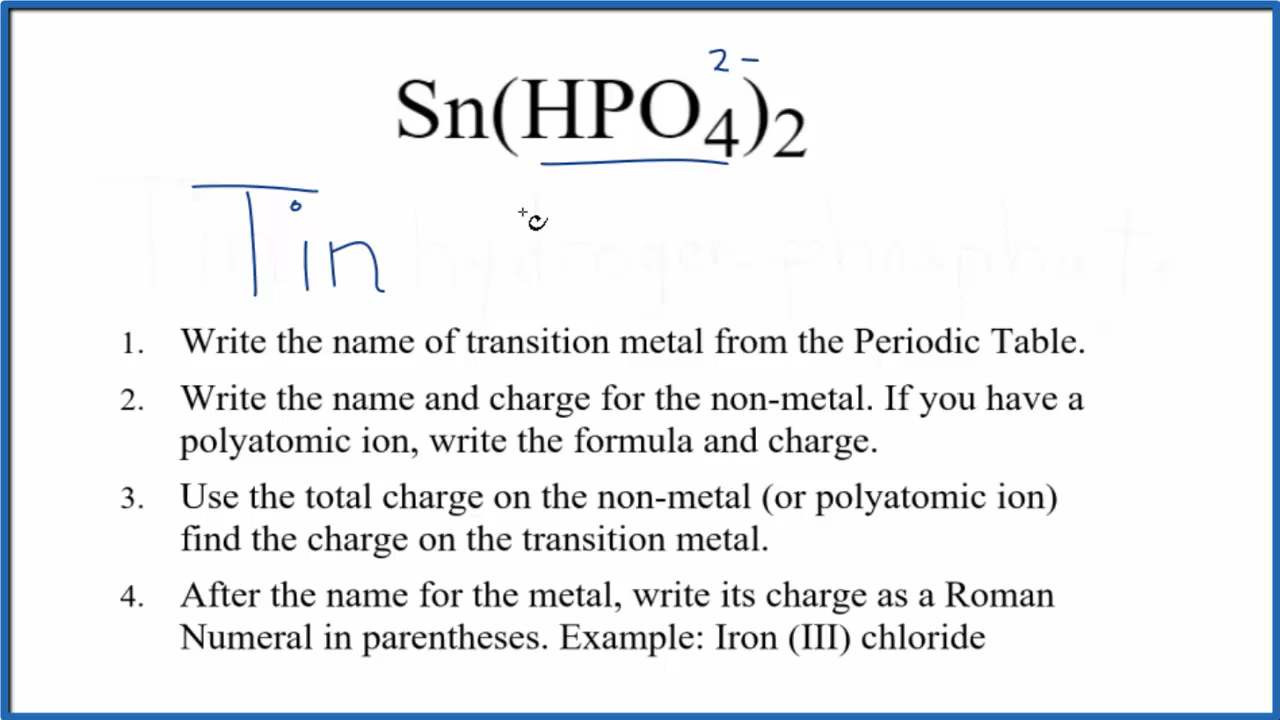 2 -
Sn(HPO4)2
Tin
hydrogen phosphat
1. Write the name of transition metal from the Periodic Table.
2. Write the name and charge for the non-metal. If you have a
polyatomic ion, write the formula and charge.
3. Use the total charge on the non-metal (or polyatomic ion)
find the charge on the transition metal.
4. After the name for the metal, write its charge as a Roman
Numeral in parentheses. Example: Iron (III) chloride